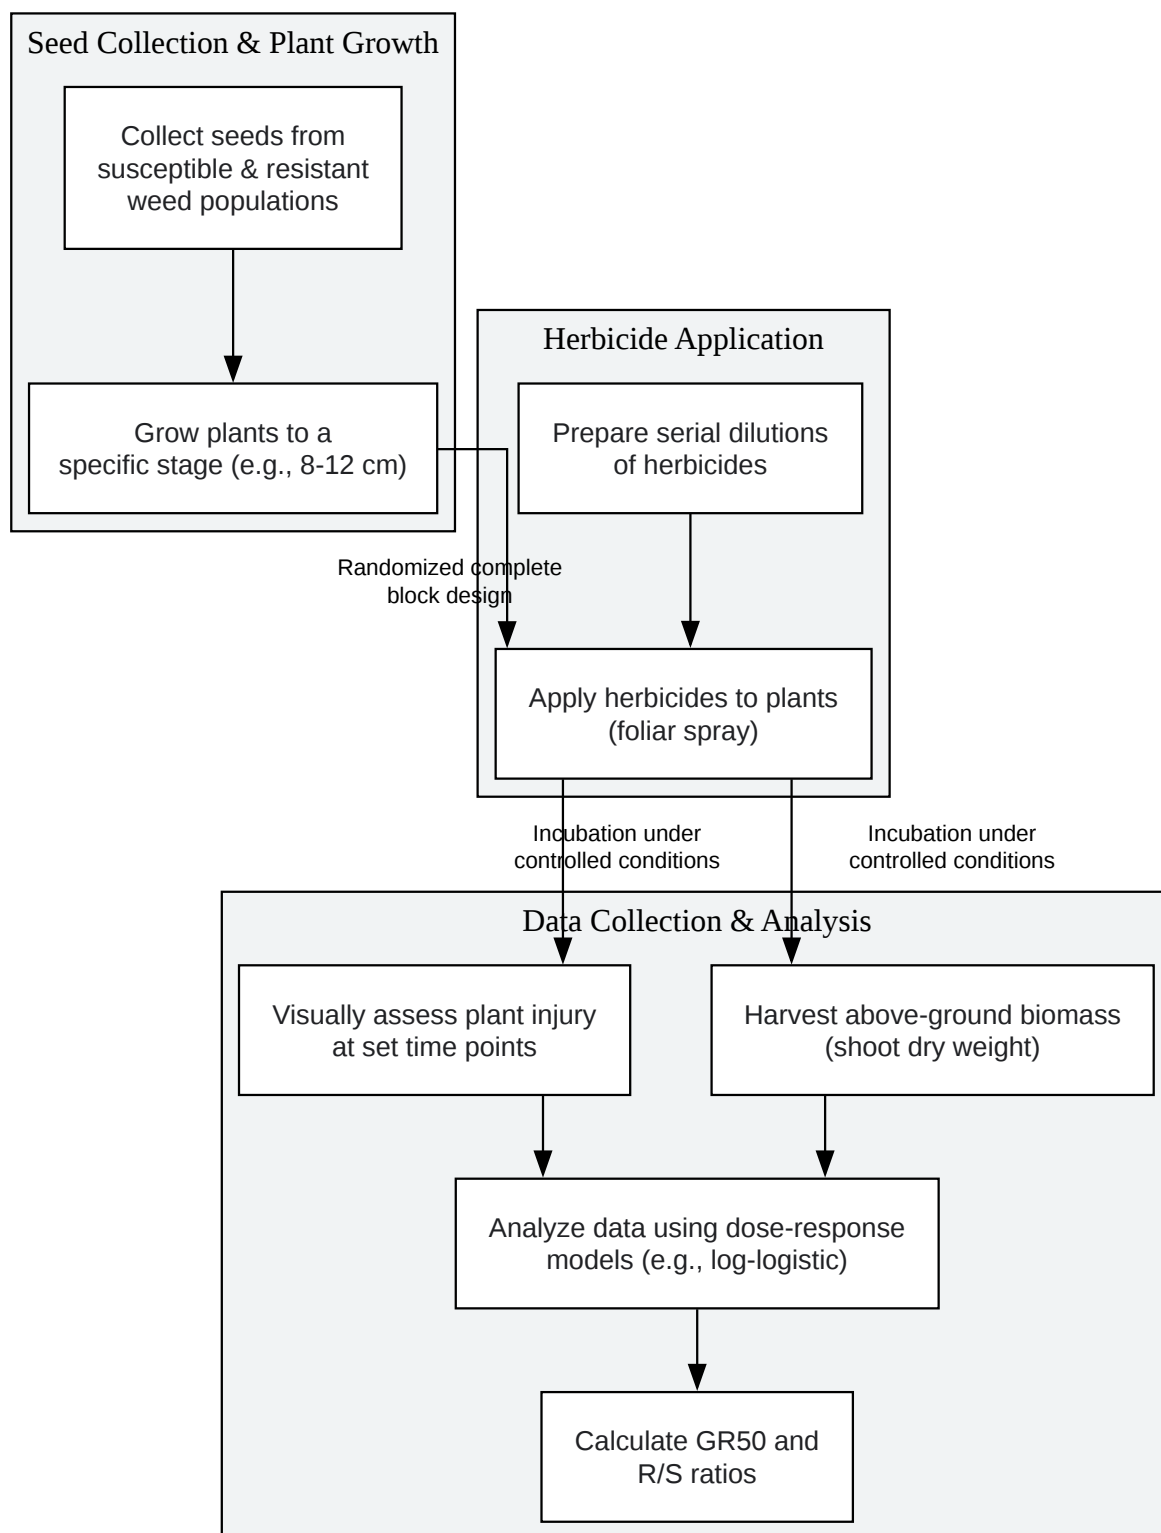 Seed Collection & Plant Growth
Collect seeds from
susceptible & resistant
weed populations
Grow plants to a
specific stage (e.g., 8-12 cm)
Herbicide Application
Prepare serial dilutions
of herbicides
Randomized complete
block design
Apply herbicides to plants
(foliar spray)
Incubation under
controlled conditions
Incubation under
controlled conditions
Data Collection & Analysis
Visually assess plant injury
at set time points
Harvest above-ground biomass
(shoot dry weight)
Analyze data using dose-response
models (e.g., log-logistic)
Calculate GR50 and
R/S ratios